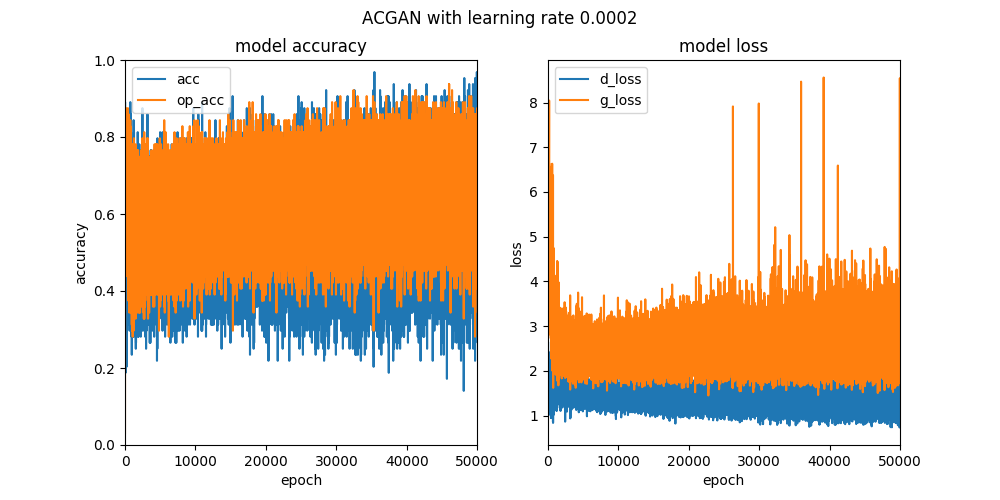 ACGAN with learning rate 0.0002
model accuracy
acc
op_acc
1.0
0.8
0.6
0.4
0.2
0.0
accuracy
0 10000 20000 30000 40000 50000
epoch
model loss
d_loss
g_loss
8
7
6
5
4
3
2
1
loss
0 10000 20000 30000 40000 50000
epoch